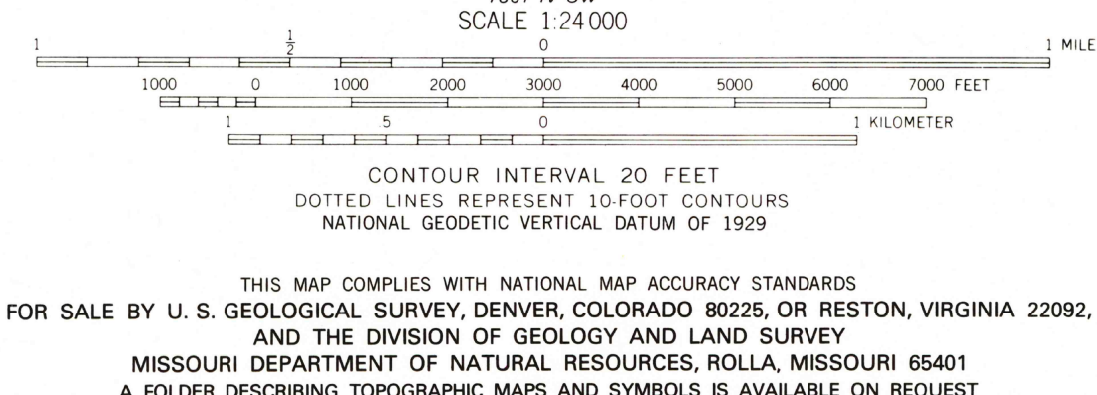 SCALE 1:24 000
1 1/2 0 1 MILE
1000 0 1000 2000 3000 4000 5000 6000 7000 FEET
1 5 0 1 KILOMETER
CONTOUR INTERVAL 20 FEET
DOTTED LINES REPRESENT 10-FOOT CONTOURS
NATIONAL GEODETIC VERTICAL DATUM OF 1929
THIS MAP COMPLIES WITH NATIONAL MAP ACCURACY STANDARDS
FOR SALE BY U. S. GEOLOGICAL SURVEY, DENVER, COLORADO 80225, OR RESTON, VIRGINIA 22092,
AND THE DIVISION OF GEOLOGY AND LAND SURVEY
MISSOURI DEPARTMENT OF NATURAL RESOURCES, ROLLA, MISSOURI 65401
A FOLDER DESCRIBING TOPOGRAPHIC MAPS AND SYMBOLS IS AVAILABLE ON REQUEST